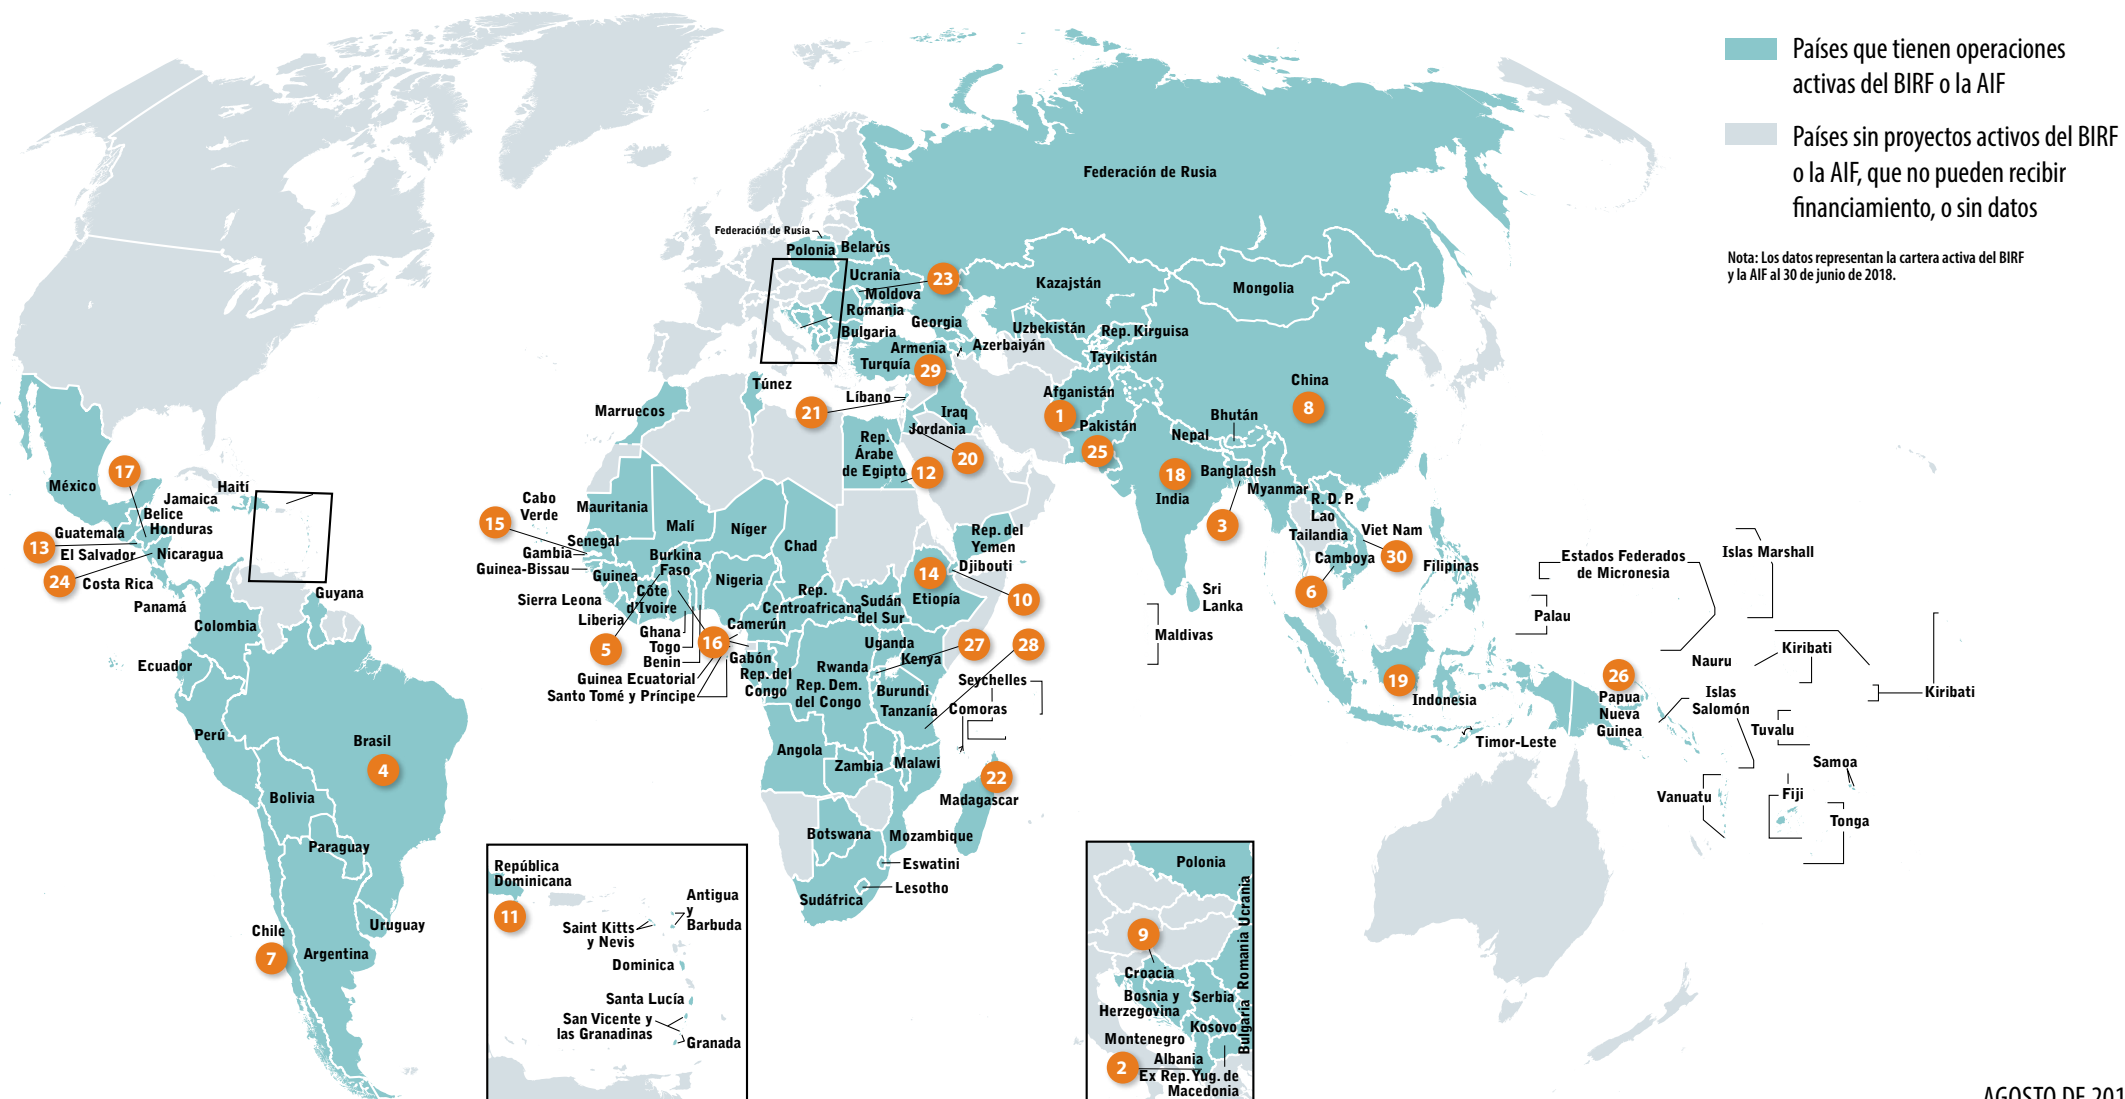 Países que tienen operaciones
activas del BIRF o la AIF
Países sin proyectos activos del BIRF
o la AIF, que no pueden recibir
financiamiento, o sin datos
Nota: Los datos representan la cartera activa del BIRF
y la AIF al 30 de junio de 2018.
Federación de Rusia
Federación de Rusia
Polonia
Belarús
Ucrania
23
Moldova
Romania
Bulgaria
Georgia
Armenia
Azerbaiyán
Turquía
29
Kazajstán
Mongolia
Uzbekistán
Rep. Kirguisa
Tayikistán
Túnez
Marruecos
21
Líbano
Iraq
Jordania
20
Rep.
Árabe
de Egipto
12
Afganistán
1
Pakistán
25
China
8
Bhután
Nepal
18
India
Bangladesh
3
Myanmar
R. D. P.
Lao
Tailandia
Viet Nam
30
Camboya
6
Filipinas
Sri
Lanka
Maldivas
México
17
Haití
Jamaica
Belice
Honduras
Guatemala
13
El Salvador
Nicaragua
24
Costa Rica
Panamá
Guyana
Colombia
Ecuador
Perú
Brasil
4
Bolivia
Paraguay
Chile
7
Uruguay
Argentina
Cabo
Verde
15
Mauritania
Malí
Níger
Chad
Senegal
Gambia
Guinea-Bissau
Guinea
Burkina
Faso
Sierra Leona
Côte
d'Ivoire
Liberia
5
Ghana
Togo
Benin
16
Nigeria
Camerún
Guinea Ecuatorial
Santo Tomé y Príncipe
Gabón
Rep. del
Congo
Rep.
Centroafricana
Sudán
del Sur
14
Etiopía
Rep. del
Yemen
Djibouti
10
Uganda
Kenya
27
28
Rwanda
Rep. Dem.
del Congo
Burundi
Tanzanía
Seychelles
Comoras
Angola
Zambia
Malawi
22
Madagascar
Botswana
Mozambique
Eswatini
Lesotho
Sudáfrica
Estados Federados
de Micronesia
Islas Marshall
Palau
Nauru
Kiribati
Kiribati
19
Indonesia
26
Papua
Nueva
Guinea
Islas
Salomón
Tuvalu
Timor-Leste
Samoa
Vanuatu
Fiji
Tonga
República
Dominicana
11
Antigua
y
Barbuda
Saint Kitts
y Nevis
Dominica
Santa Lucía
San Vicente y
las Granadinas
Granada
Polonia
Ucrania
9
Croacia
Romania
Bosnia y
Herzegovina
Serbia
Kosovo
Bulgaria
Montenegro
Albania
2
Ex Rep. Yug. de
Macedonia
AGOSTO DE 201